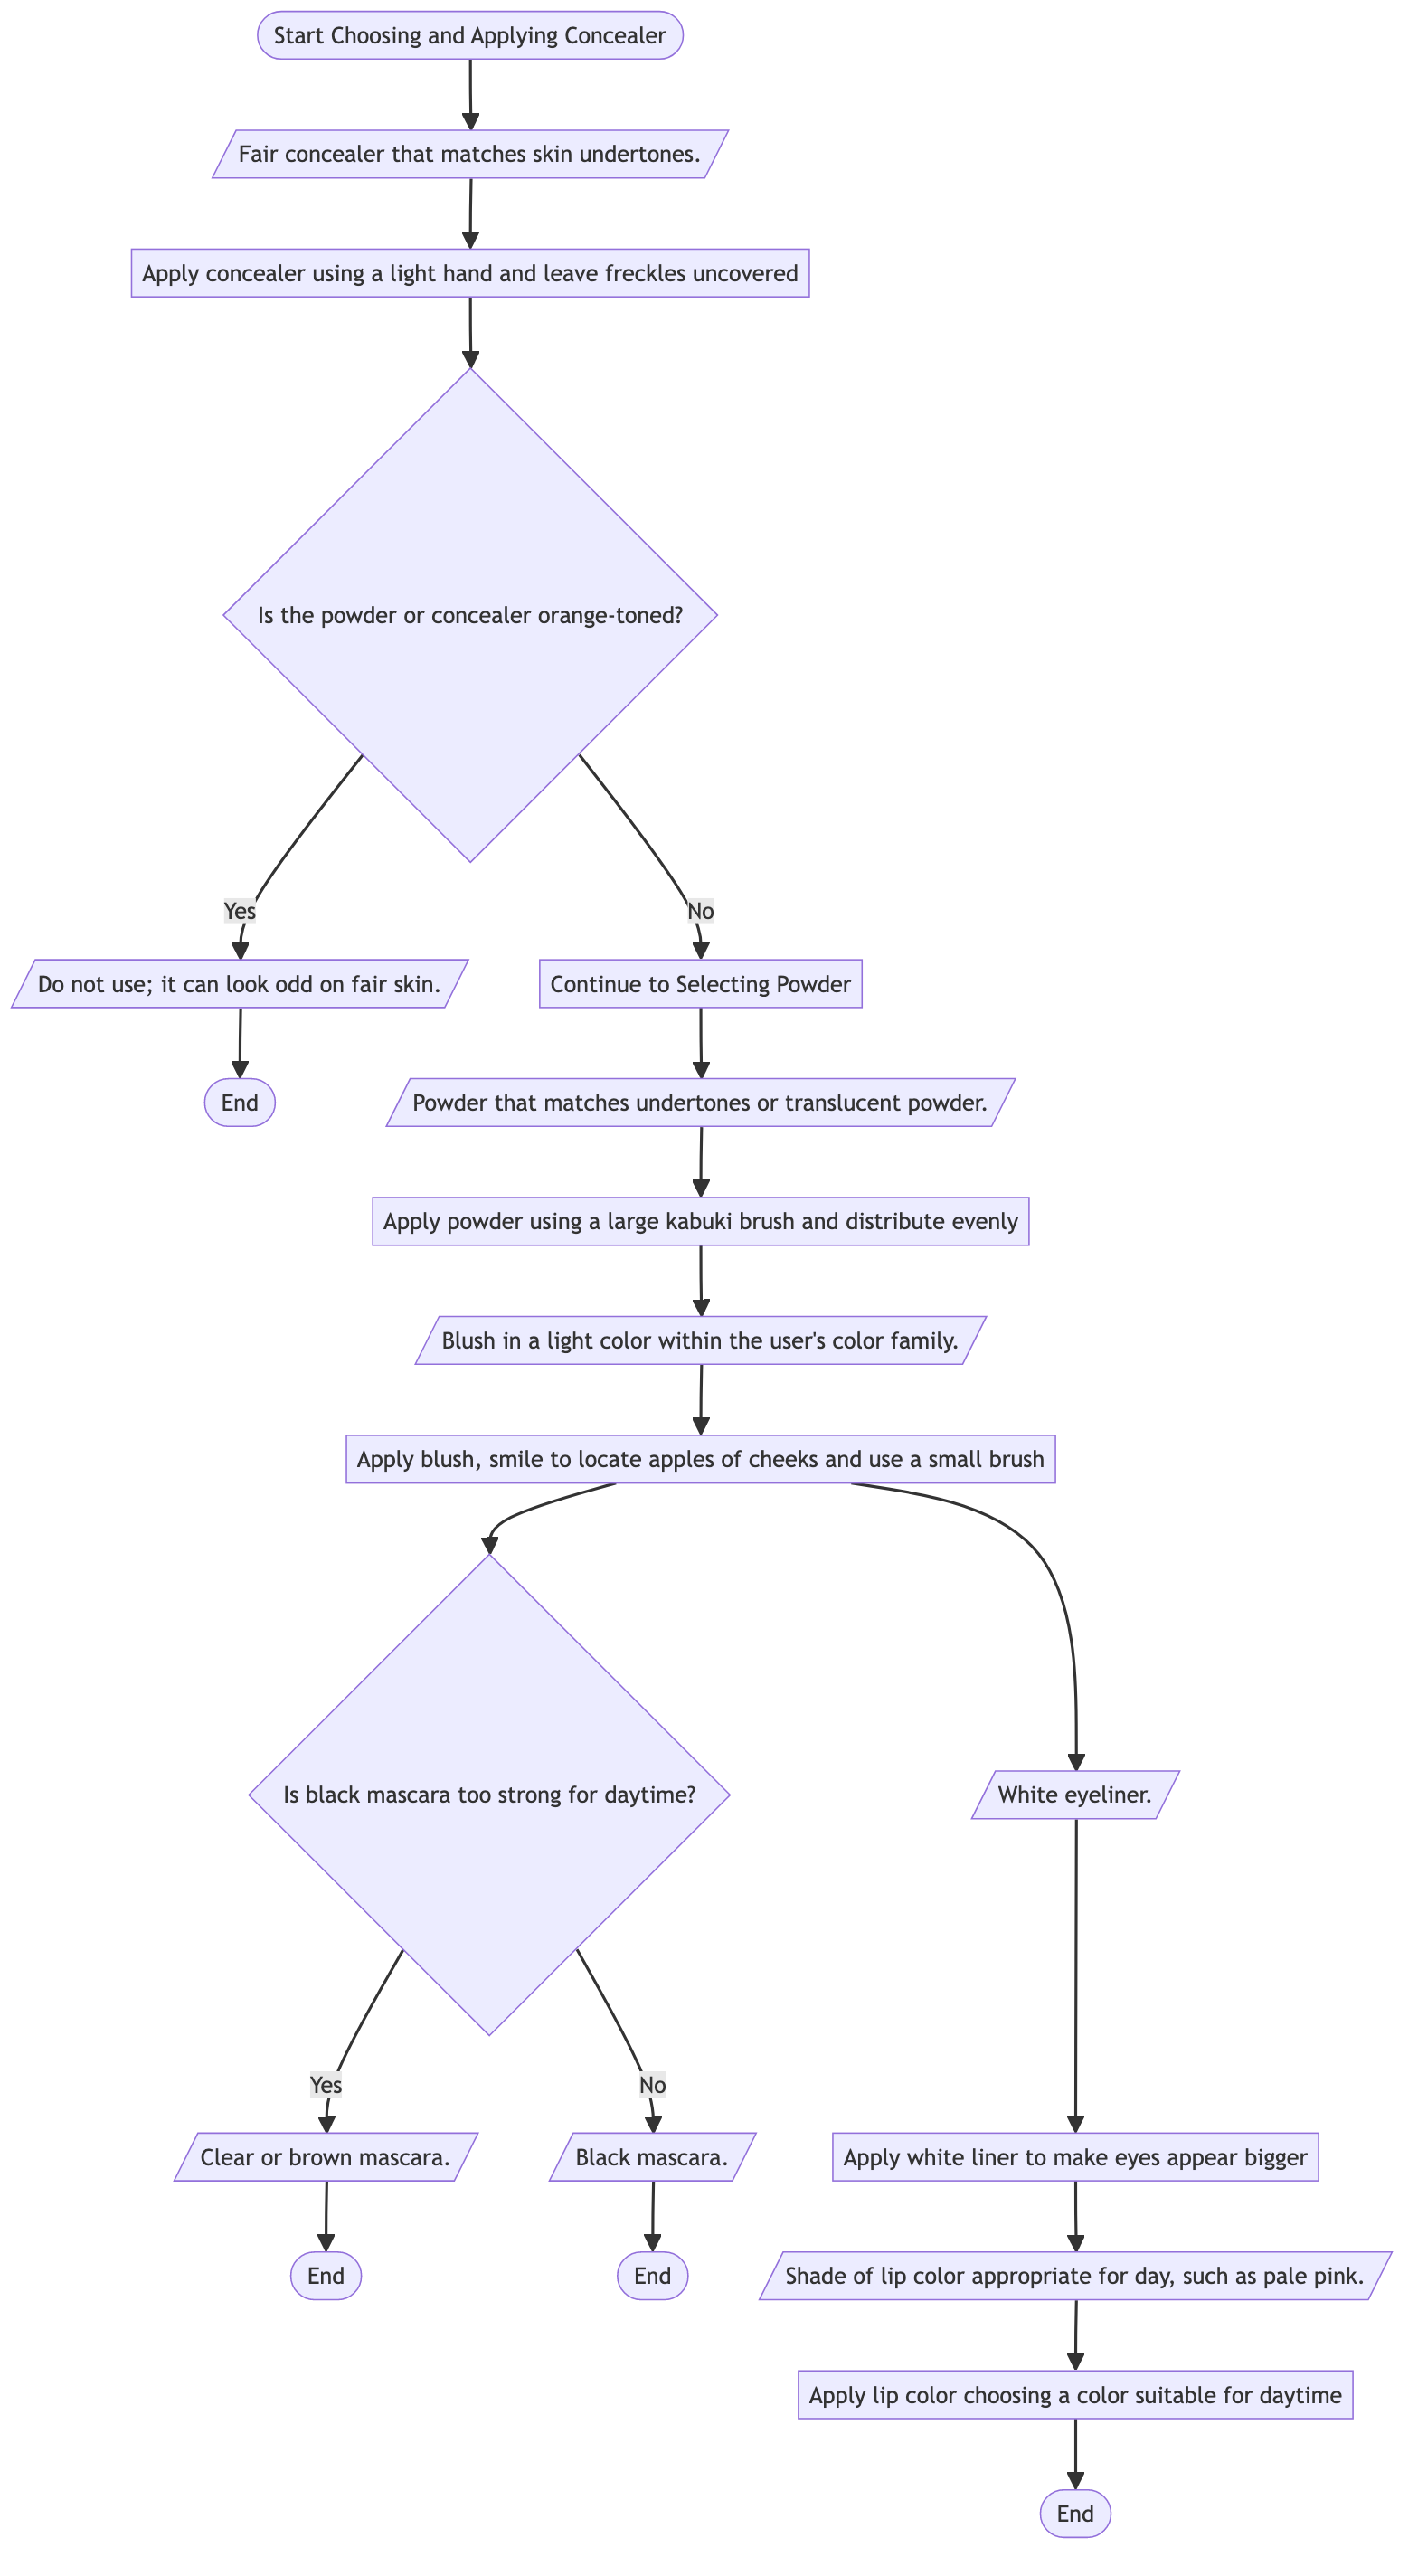 Start Choosing and Applying Concealer
Fair concealer that matches skin undertones.
Apply concealer using a light hand and leave freckles uncovered
Is the powder or concealer orange-toned?
Yes
No
Do not use; it can look odd on fair skin.
Continue to Selecting Powder
End
Powder that matches undertones or translucent powder.
Apply powder using a large kabuki brush and distribute evenly
Blush in a light color within the user's color family.
Apply blush, smile to locate apples of cheeks and use a small brush
Is black mascara too strong for daytime?
White eyeliner.
Yes
No
Clear or brown mascara.
Black mascara.
Apply white liner to make eyes appear bigger
End
End
Shade of lip color appropriate for day, such as pale pink.
Apply lip color choosing a color suitable for daytime
End